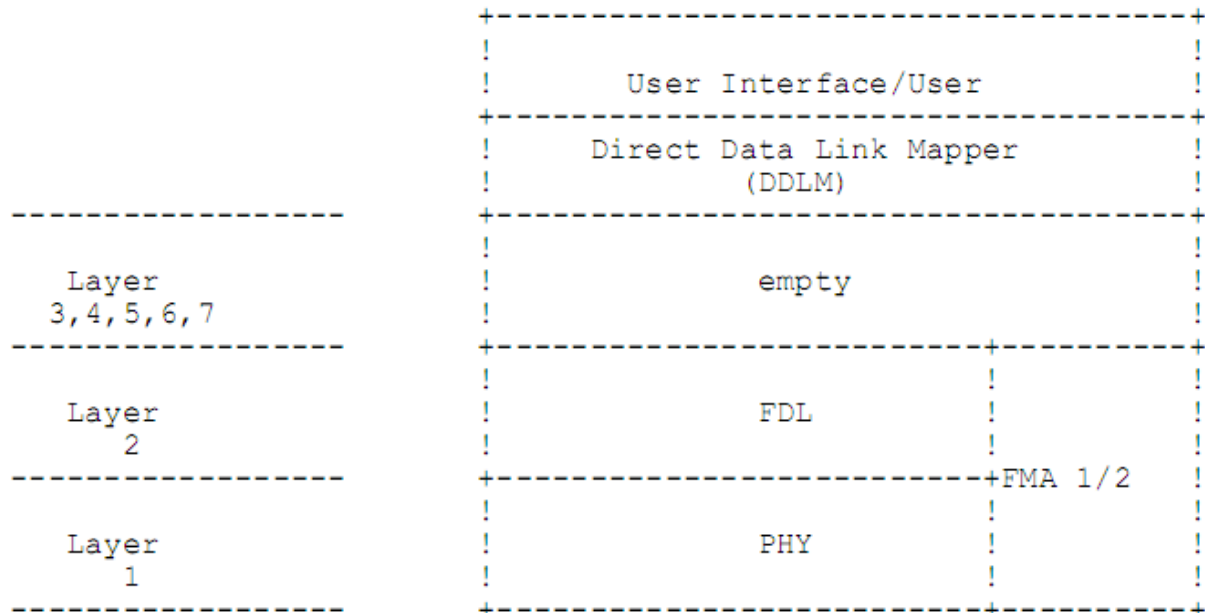 User Interface/User
Direct Data Link Mapper
(DDLM)
Layer empty
3,4,5,6,7
Layer FDL
2
FMA 1/2
Layer PHY
1